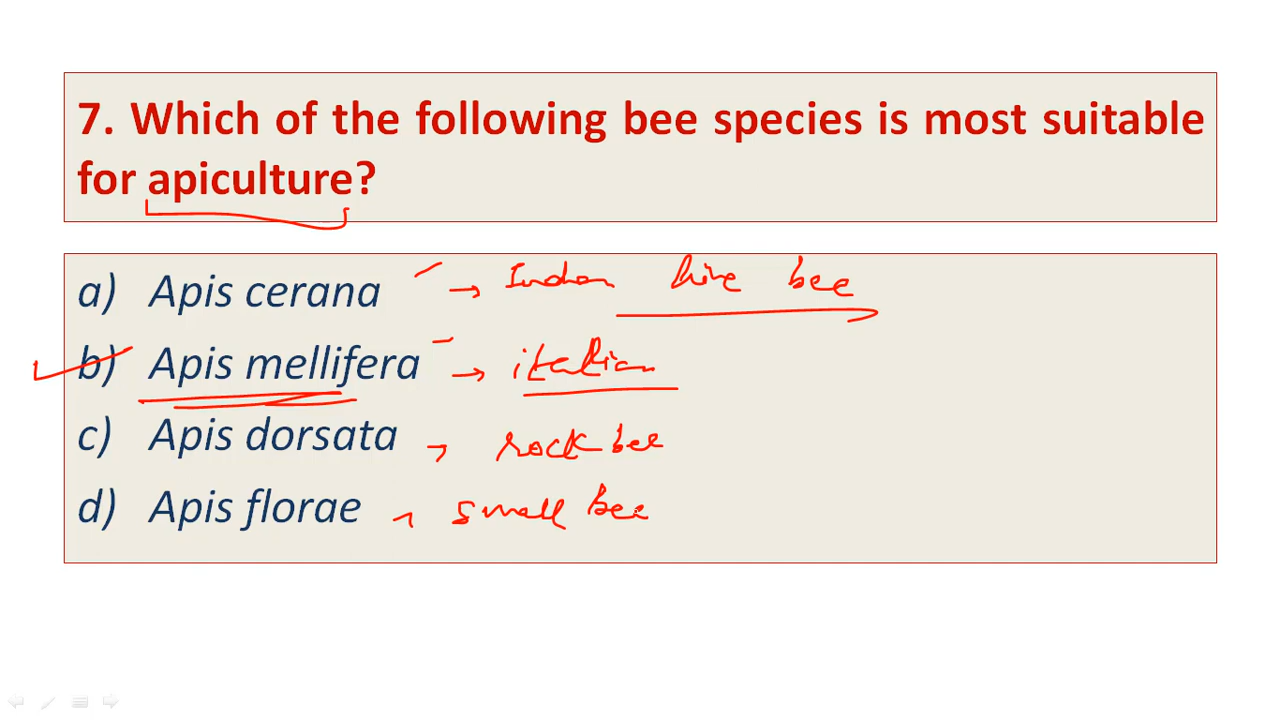 7. Which of the following bee species is most suitable
for apiculture?
a) Apis cerana → Indian hive bee
b) Apis mellifera → italian
c) Apis dorsata → rock bee
d) Apis florae → small bee